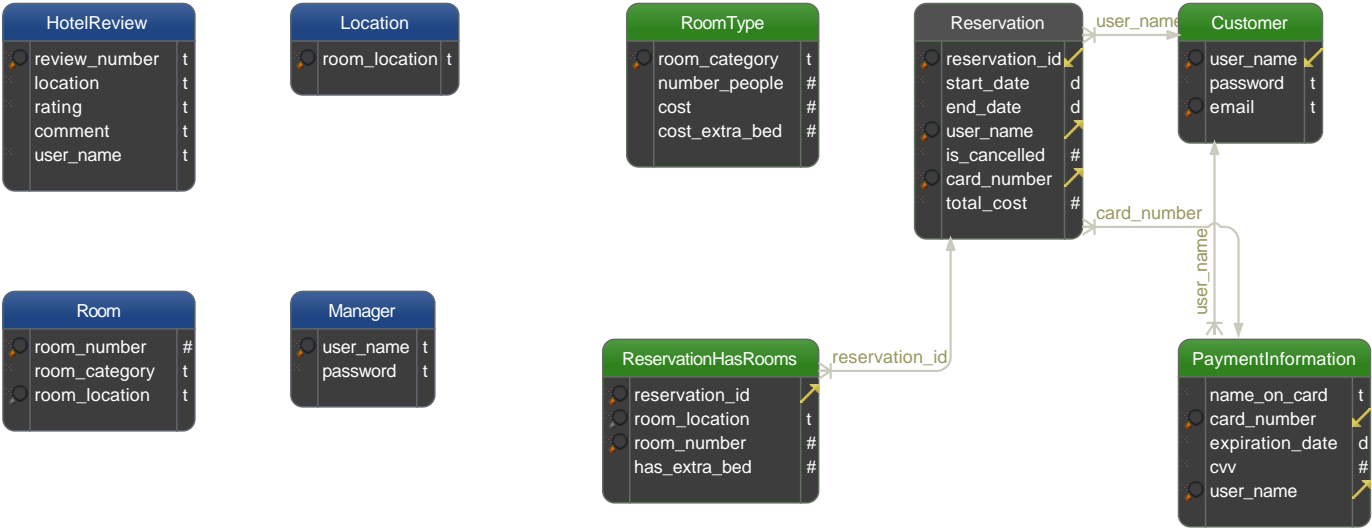 HotelReview
review_number t
location t
rating t
comment t
user_name t
Location
room_location t
RoomType
room_category t
number_people #
cost #
cost_extra_bed #
Reservation
reservation_id
start_date d
end_date d
user_name
is_cancelled #
card_number
total_cost #
user_name
Customer
user_name
password t
email t
card_number
user_name
Room
room_number #
room_category t
room_location t
Manager
user_name t
password t
ReservationHasRooms
reservation_id
room_location t
room_number #
has_extra_bed #
reservation_id
PaymentInformation
name_on_card t
card_number
expiration_date d
cvv #
user_name